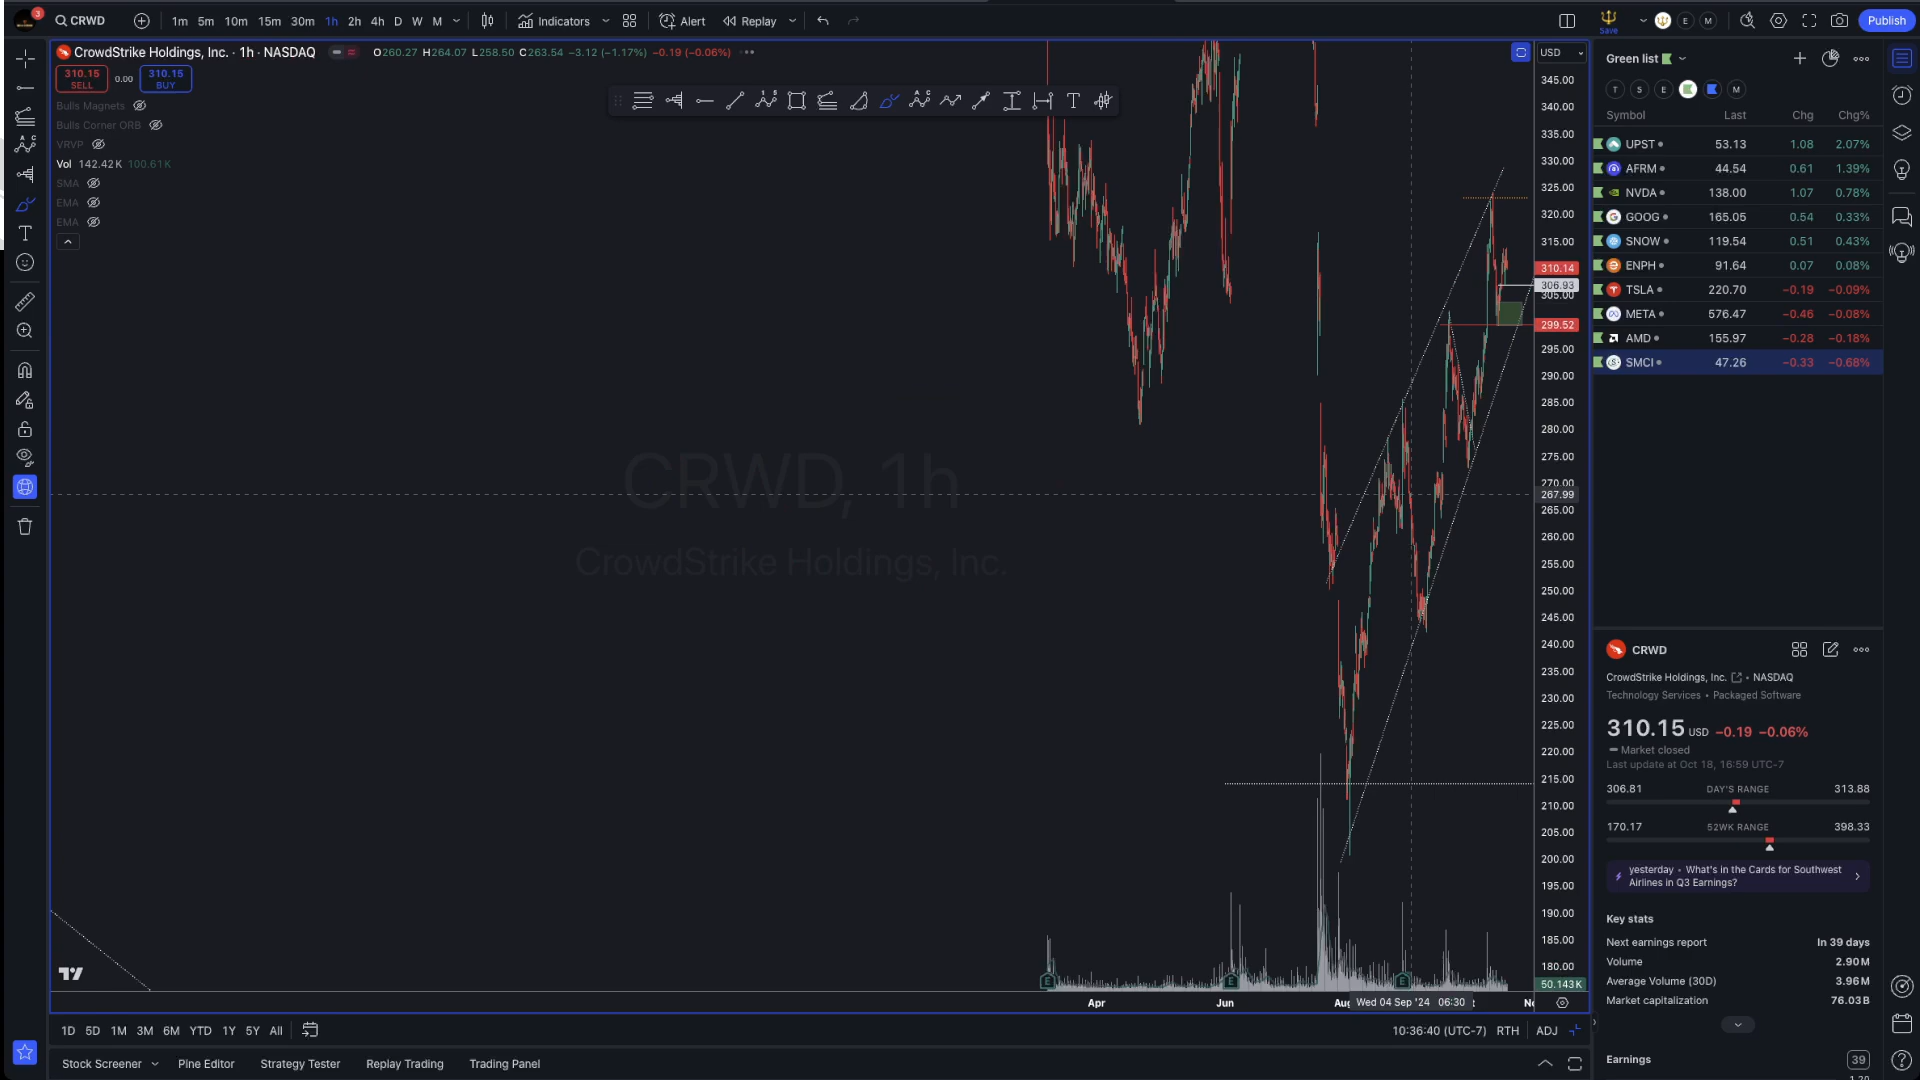 3
CRWD
1m 5m 10m 15m 30m 1h 2h 4h D W M
Indicators
Alert
Replay
Save
E M
Publish
CrowdStrike Holdings, Inc. · 1h · NASDAQ
O260.27 H264.07 L258.50 C263.54 −3.12 (−1.17%) −0.19 (−0.06%)
310.15 SELL
0.00
310.15 BUY
Bulls Magnets
Bulls Corner ORB
VRVP
Vol 142.42K 100.61K
SMA
EMA
EMA
CRWD, 1h
CrowdStrike Holdings, Inc.
USD
345.00
340.00
335.00
330.00
325.00
320.00
315.00
310.14
306.93
305.00
299.52
295.00
290.00
285.00
280.00
275.00
270.00
267.99
265.00
260.00
255.00
250.00
245.00
240.00
235.00
230.00
225.00
220.00
215.00
210.00
205.00
200.00
195.00
190.00
185.00
180.00
50.143K
E E E
Apr Jun Aug Wed 04 Sep '24 06:30
1D 5D 1M 3M 6M YTD 1Y 5Y All
10:36:40 (UTC-7) RTH ADJ
Stock Screener Pine Editor Strategy Tester Replay Trading Trading Panel
Green list
T S E M
Symbol Last Chg Chg%
UPST 53.13 1.08 2.07%
AFRM 44.54 0.61 1.39%
NVDA 138.00 1.07 0.78%
GOOG 165.05 0.54 0.33%
SNOW 119.54 0.51 0.43%
ENPH 91.64 0.07 0.08%
TSLA 220.70 −0.19 −0.09%
META 576.47 −0.46 −0.08%
AMD 155.97 −0.28 −0.18%
SMCI 47.26 −0.33 −0.68%
CRWD
CrowdStrike Holdings, Inc. • NASDAQ
Technology Services • Packaged Software
310.15 USD −0.19 −0.06%
Market closed
Last update at Oct 18, 16:59 UTC-7
306.81 DAY'S RANGE 313.88
170.17 52WK RANGE 398.33
yesterday • What's in the Cards for Southwest
Airlines in Q3 Earnings?
Key stats
Next earnings report In 39 days
Volume 2.90M
Average Volume (30D) 3.96M
Market capitalization 76.03B
Earnings 39